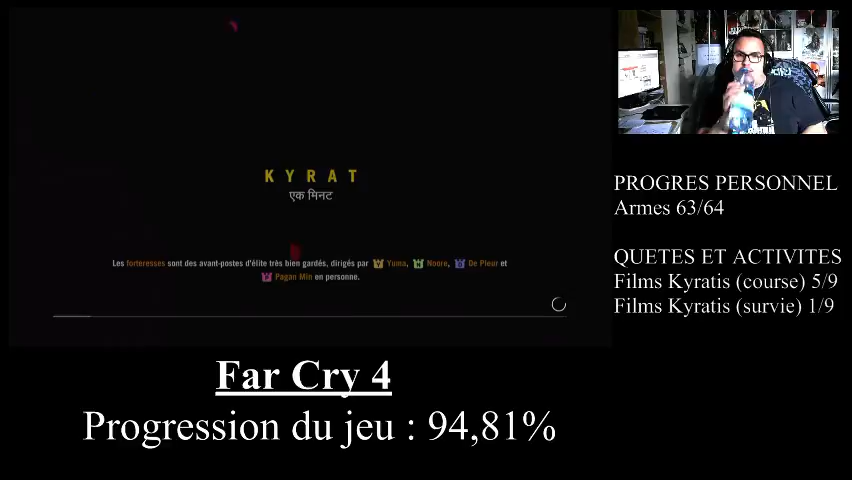 KYRAT
एक मिनट
Les forteresses sont des avant-postes d'élite très bien gardés, dirigés par Yuma, Noore, De Pleur et
Pagan Min en personne.
PROGRES PERSONNEL
Armes 63/64
QUETES ET ACTIVITES
Films Kyratis (course) 5/9
Films Kyratis (survie) 1/9
Far Cry 4
Progression du jeu : 94,81%